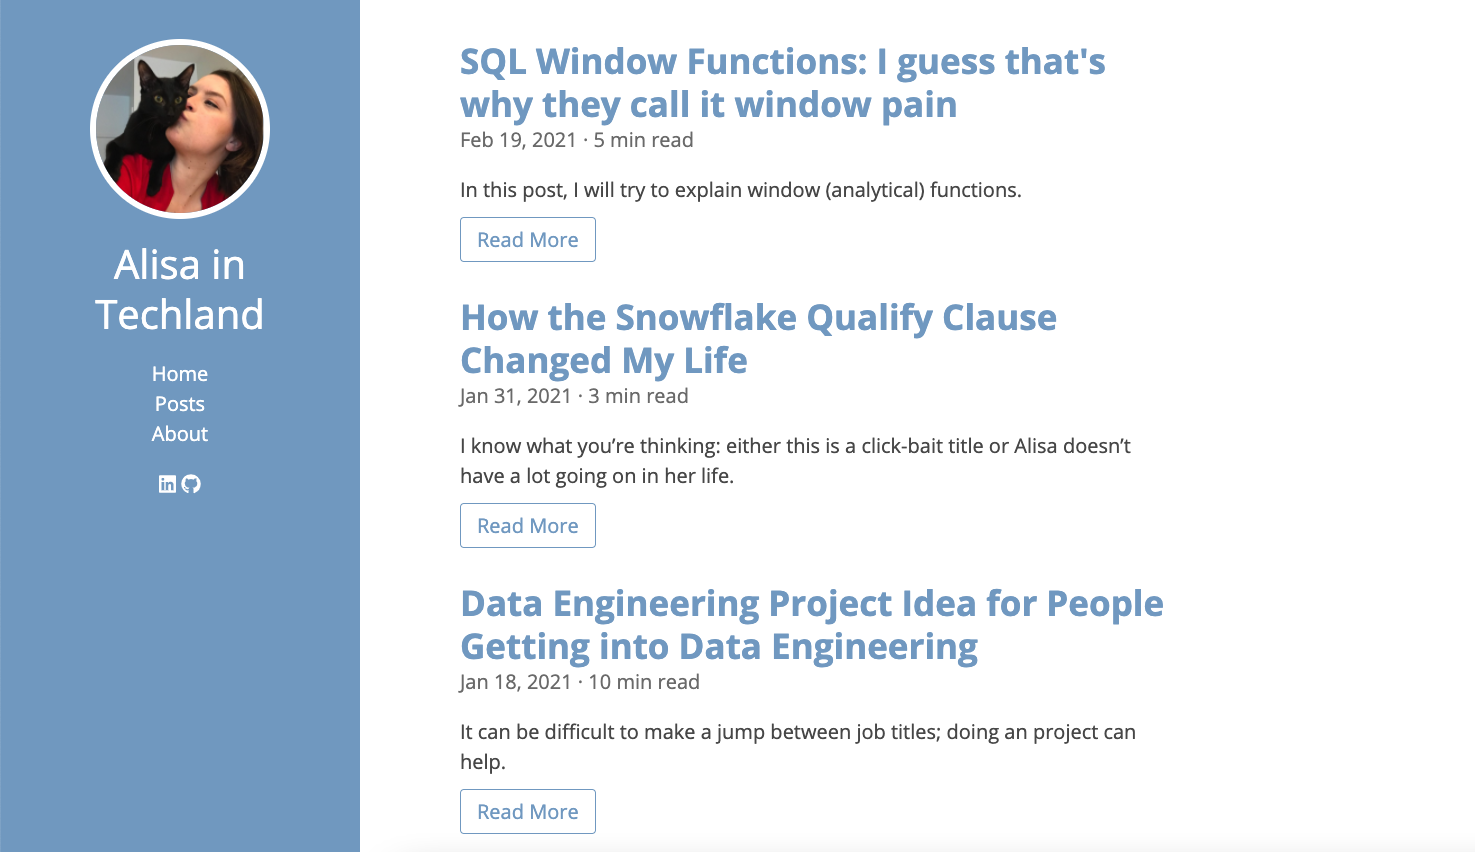 Alisa in
Techland
Home
Posts
About
SQL Window Functions: I guess that's
why they call it window pain
Feb 19, 2021 · 5 min read
In this post, I will try to explain window (analytical) functions.
Read More
How the Snowflake Qualify Clause
Changed My Life
Jan 31, 2021 · 3 min read
I know what you’re thinking: either this is a click-bait title or Alisa doesn’t
have a lot going on in her life.
Read More
Data Engineering Project Idea for People
Getting into Data Engineering
Jan 18, 2021 · 10 min read
It can be difficult to make a jump between job titles; doing an project can
help.
Read More